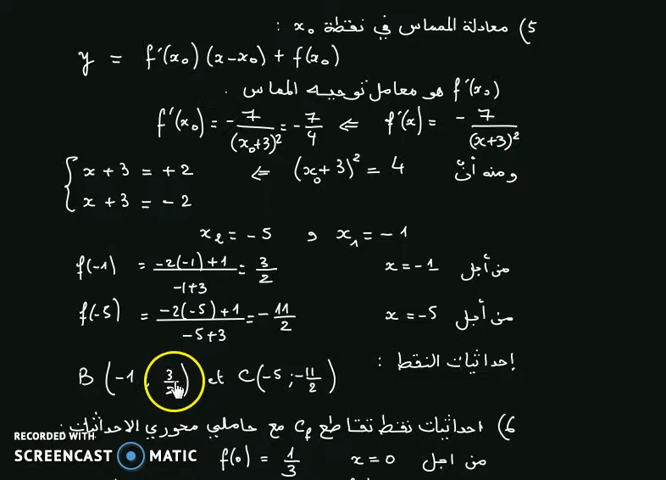 5) معادلة المماس في نقطة x₀ :
y = f'(x₀)(x-x₀) + f(x₀)
f'(x₀) هو معامل توجيه المماس .
f'(x₀) = - 7/(x₀+3)² = - 7/4 ⇐ f'(x) = - 7/(x+3)²
ومنه أنّ (x₀+3)² = 4 ⇐ { x + 3 = +2
x + 3 = - 2
x₂ = -5 و x₁ = -1
من أجل x = -1 f(-1) = (-2(-1)+1)/(-1+3) = 3/2
من أجل x = -5 f(-5) = (-2(-5)+1)/(-5+3) = - 11/2
إحداثيات النقط :
B (-1 , 3/2) et C(-5 ; -11/2)
6) احداثيات نقط تقاطع Cf مع حاملي محوري الاحداثيات :
من اجل x = 0 f(0) = 1/3
RECORDED WITH
SCREENCAST MATIC